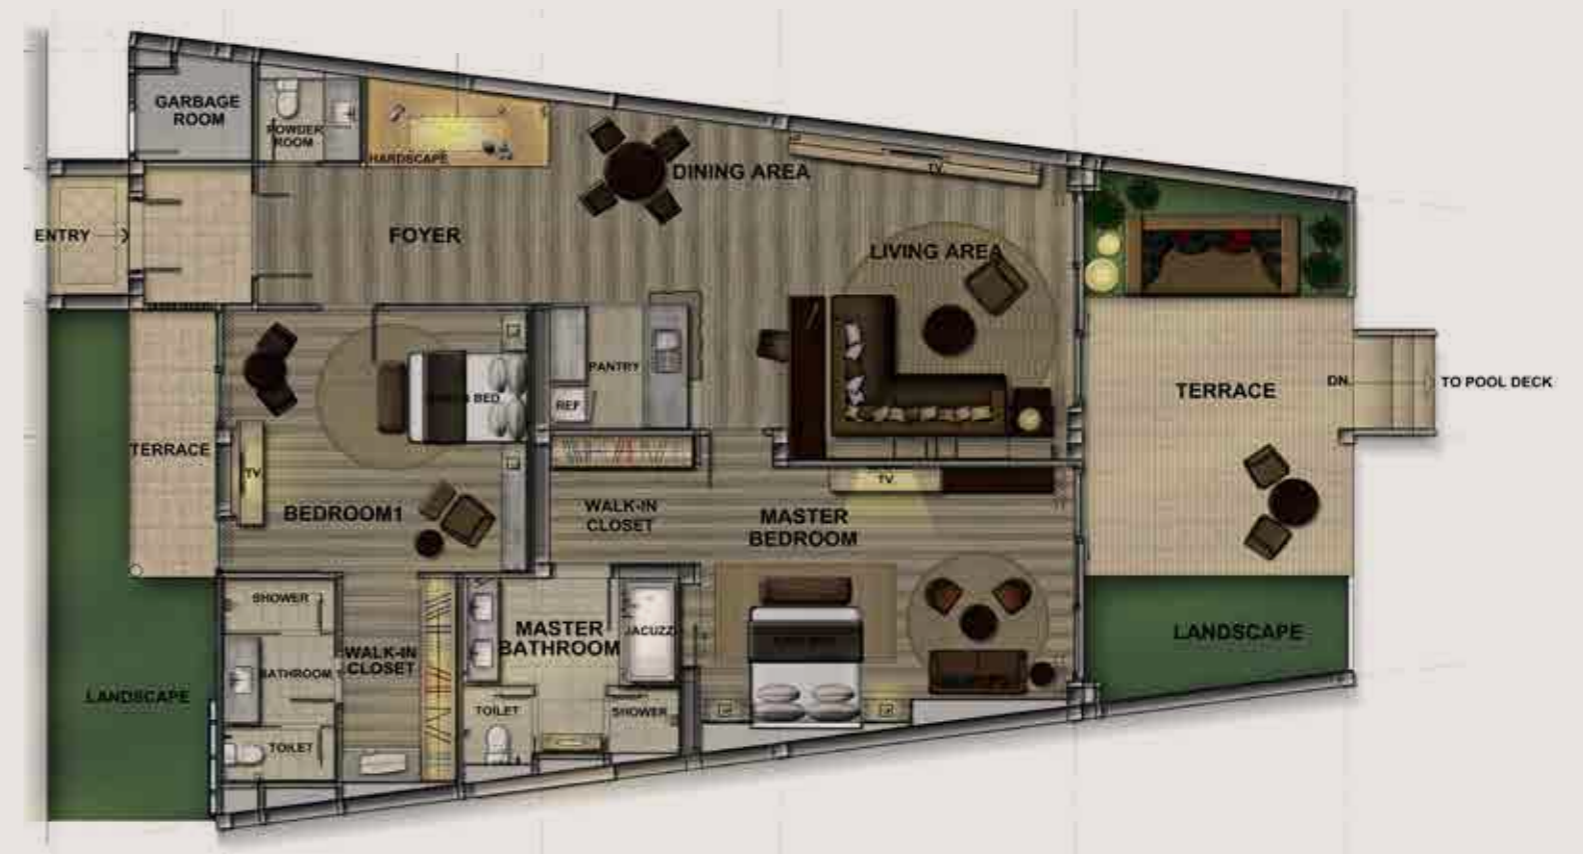 GARBAGE
ROOM
POWDER
ROOM
HARDSCAPE
DINING AREA
TV.
ENTRY
FOYER
LIVING AREA
PANTRY
REF
TERRACE
DN.
TO POOL DECK
BED
TERRACE
TV
BEDROOM1
WALK-IN
CLOSET
TV.
MASTER
BEDROOM
SHOWER
MASTER
BATHROOM
JACUZZI
LANDSCAPE
WALK-IN
CLOSET
BATHROOM 1
LANDSCAPE
TOILET
SHOWER
TOILET